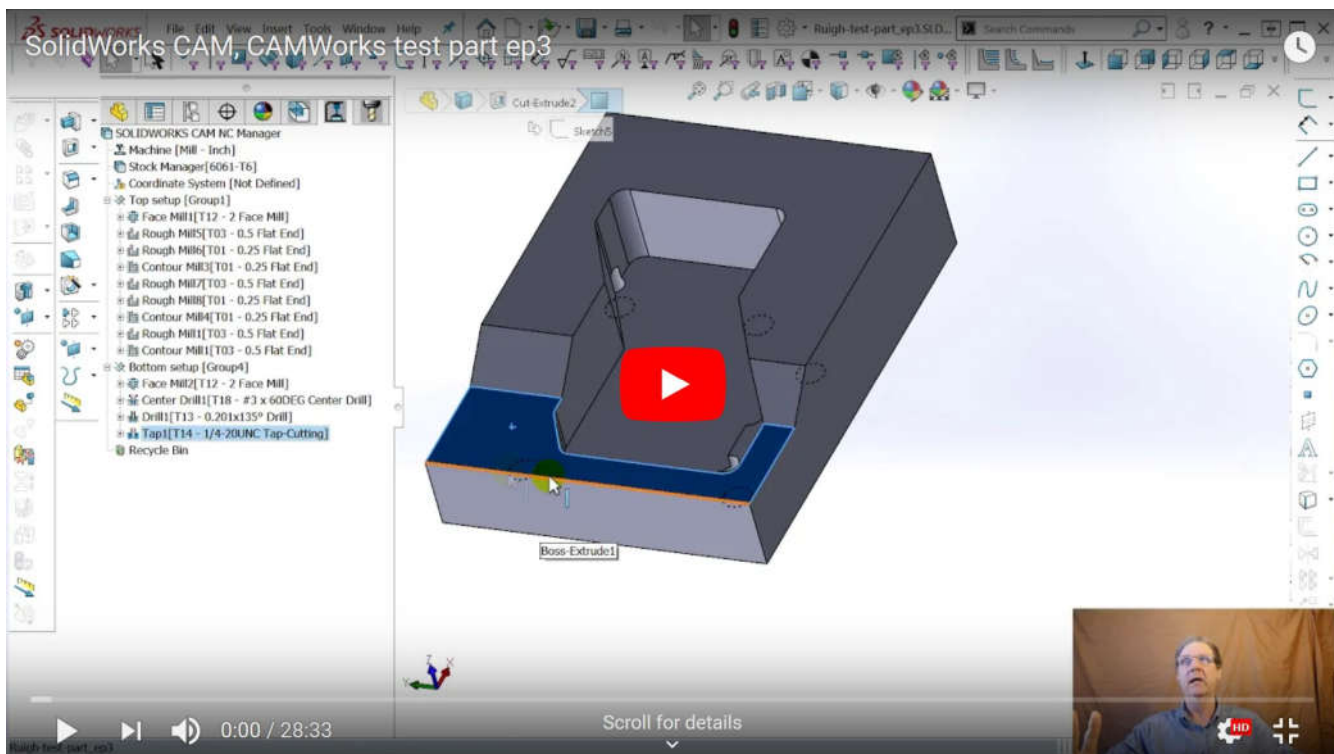 SOLIDWORKS File Edit View Insert Tools Window Help Ruigh-test-part_ep3.SLD... Search Commands
SolidWorks CAM, CAMWorks test part ep3
Cut-Extrude2
Sketch5
SOLIDWORKS CAM NC Manager
Machine [Mill - Inch]
Stock Manager[6061-T6]
Coordinate System [Not Defined]
Top setup [Group1]
Face Mill1[T12 - 2 Face Mill]
Rough Mill5[T03 - 0.5 Flat End]
Rough Mill6[T01 - 0.25 Flat End]
Contour Mill3[T01 - 0.25 Flat End]
Rough Mill7[T03 - 0.5 Flat End]
Rough Mill8[T01 - 0.25 Flat End]
Contour Mill4[T01 - 0.25 Flat End]
Rough Mill1[T03 - 0.5 Flat End]
Contour Mill1[T03 - 0.5 Flat End]
Bottom setup [Group4]
Face Mill2[T12 - 2 Face Mill]
Center Drill1[T18 - #3 x 60DEG Center Drill]
Drill1[T13 - 0.201x135° Drill]
Tap1[T14 - 1/4-20UNC Tap-Cutting]
Recycle Bin
Boss-Extrude1
Z X
Y
0:00 / 28:33
Scroll for details
HD
Ruigh-test-part_ep3